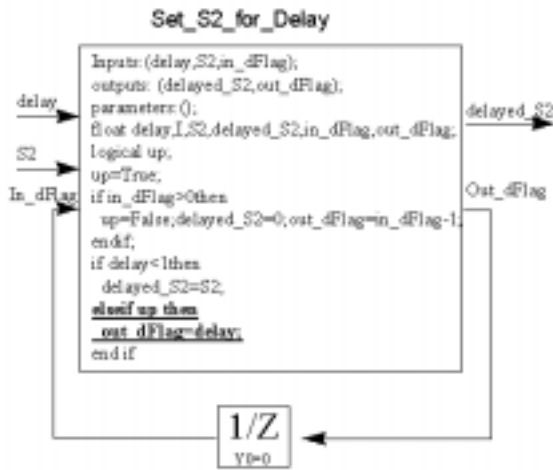 Set_S2_for_Delay
Inputs:(delay,S2,in_dFlag);
outputs: (delayed_S2,out_dFlag);
parameters:();
float delay,I,S2,delayed_S2,in_dFlag,out_dFlag;
logical up;
up=True;
if in_dFlag>0then
up=False;delayed_S2=0;out_dFlag=in_dFlag-1;
endif;
if delay<1then
delayed_S2=S2;
elseif up then
out_dFlag=delay;
end if
delay
S2
In_dFlag
delayed_S2
Out_dFlag
1/Z
Y0=0